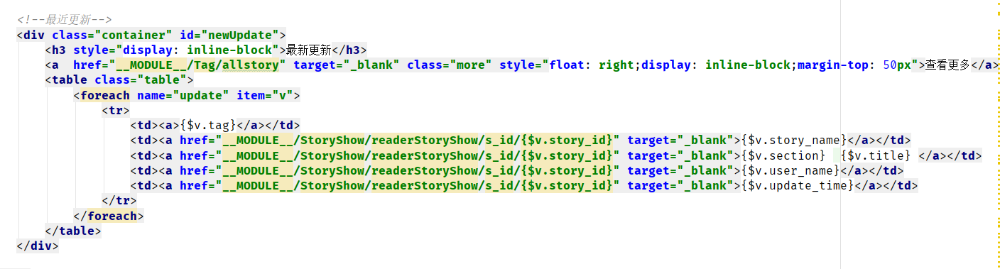 <!--最近更新-->
<div class="container" id="newUpdate">
<h3 style="display: inline-block">最新更新</h3>
<a  href="__MODULE__/Tag/allstory" target="_blank" class="more" style="float: right;display: inline-block;margin-top: 50px">查看更多</a>
<table class="table">
<foreach name="update" item="v">
<tr>
<td><a>{$v.tag}</a></td>
<td><a href="__MODULE__/StoryShow/readerStoryShow/s_id/{$v.story_id}" target="_blank">{$v.story_name}</a></td>
<td><a href="__MODULE__/StoryShow/readerStoryShow/s_id/{$v.story_id}" target="_blank">{$v.section}  {$v.title} </a></td>
<td><a href="__MODULE__/StoryShow/readerStoryShow/s_id/{$v.story_id}" target="_blank">{$v.user_name}</a></td>
<td><a href="__MODULE__/StoryShow/readerStoryShow/s_id/{$v.story_id}" target="_blank">{$v.update_time}</a></td>
</tr>
</foreach>
</table>
</div>